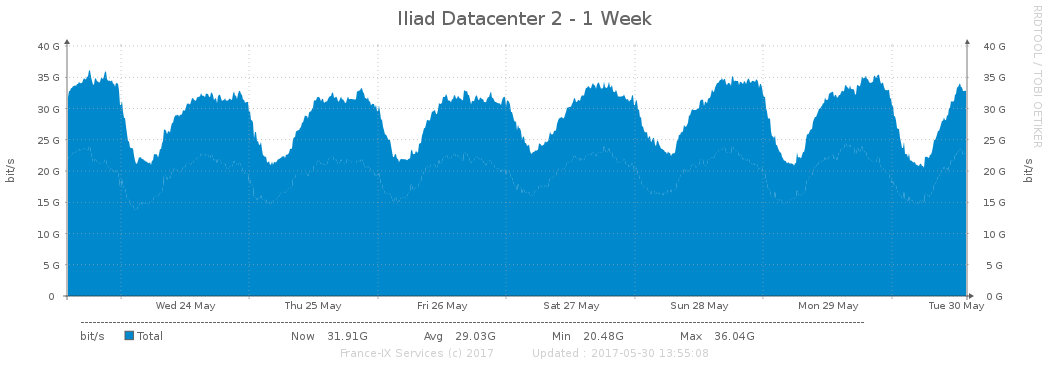 Iliad Datacenter 2 - 1 Week
RRDTOOL / TOBI OETIKER
40 G 40 G
35 G 35 G
30 G 30 G
25 G 25 G
20 G 20 G
15 G 15 G
10 G 10 G
5 G 5 G
0 0 G
bit/s bit/s
Wed 24 May Thu 25 May Fri 26 May Sat 27 May Sun 28 May Mon 29 May Tue 30 May
bit/s Total Now 31.91G Avg 29.03G Min 20.48G Max 36.04G
France-IX Services (c) 2017 Updated : 2017-05-30 13:55:08